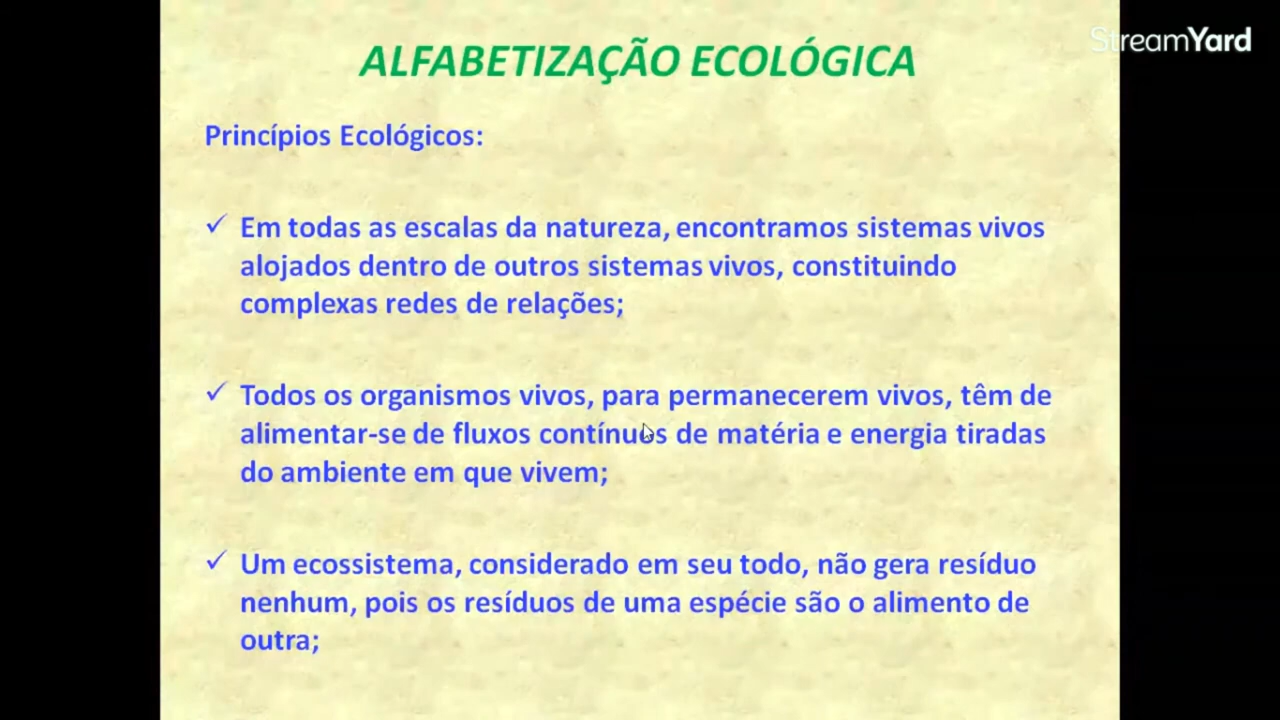 StreamYard
ALFABETIZAÇÃO ECOLÓGICA
Princípios Ecológicos:
✓ Em todas as escalas da natureza, encontramos sistemas vivos
alojados dentro de outros sistemas vivos, constituindo
complexas redes de relações;
✓ Todos os organismos vivos, para permanecerem vivos, têm de
alimentar-se de fluxos contínuos de matéria e energia tiradas
do ambiente em que vivem;
✓ Um ecossistema, considerado em seu todo, não gera resíduo
nenhum, pois os resíduos de uma espécie são o alimento de
outra;